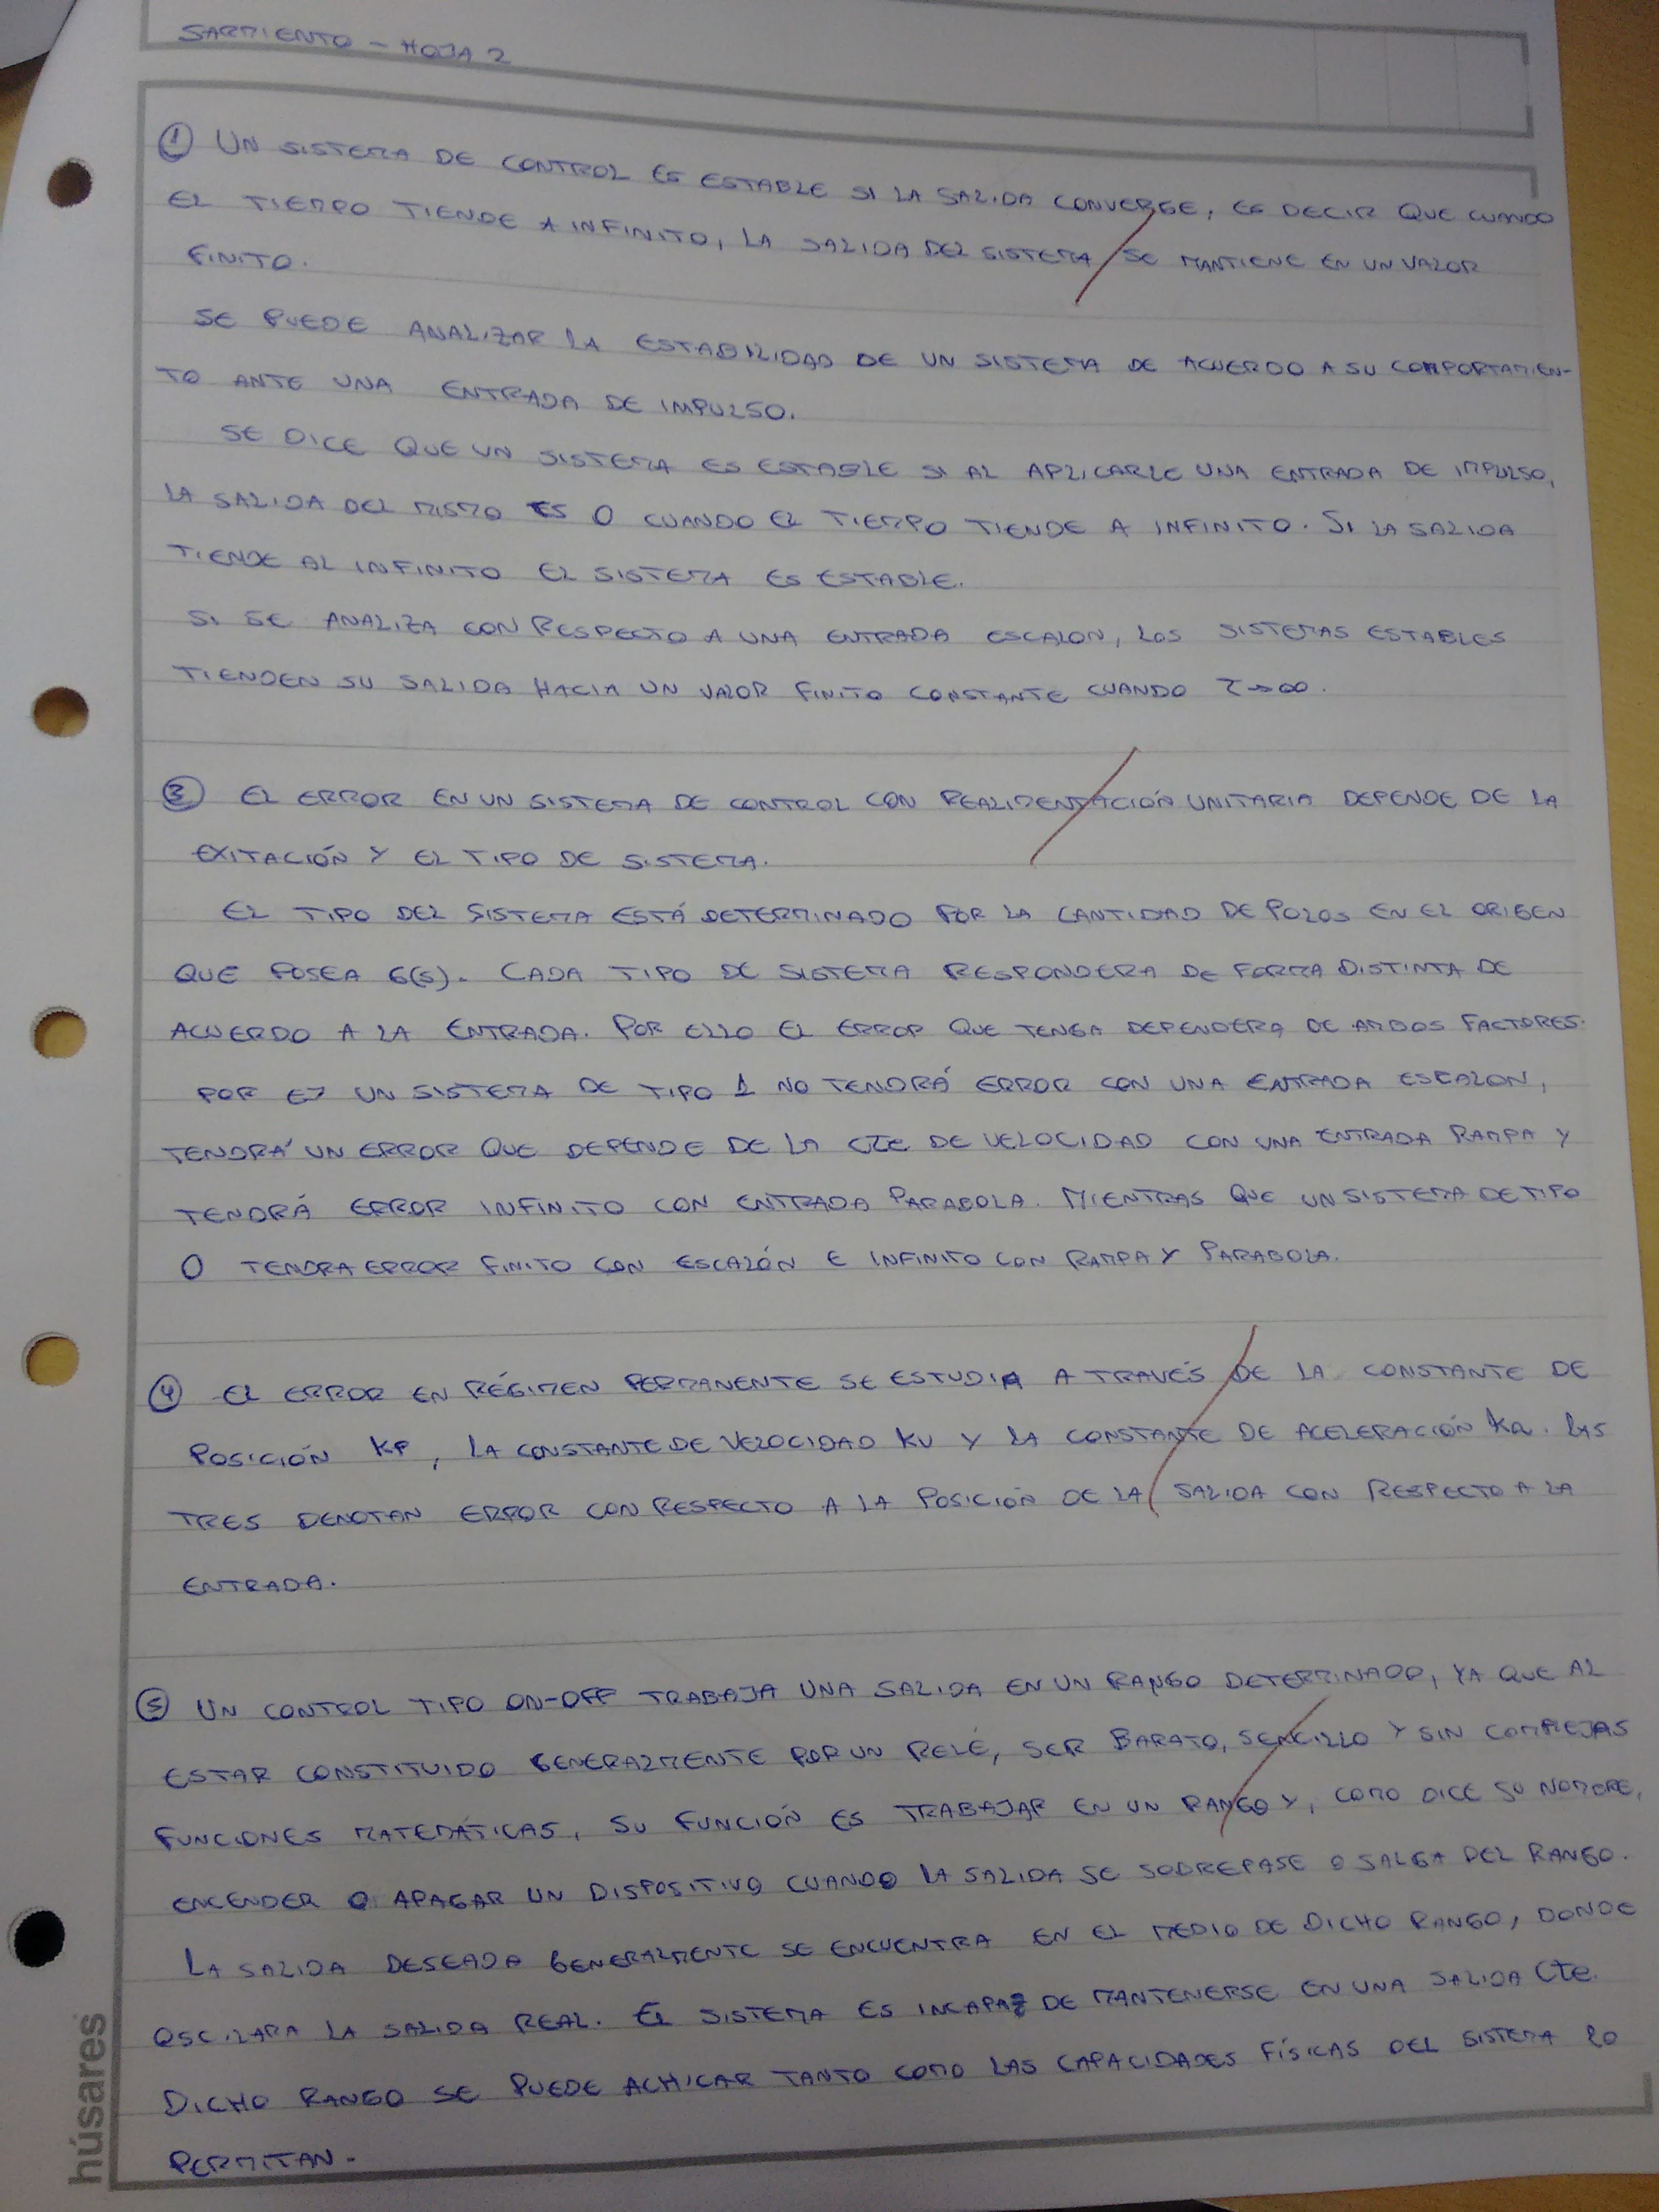 SARMIENTO - HOJA 2
① UN SISTEMA DE CONTROL ES ESTABLE SI LA SALIDA CONVERGE, ES DECIR QUE CUANDO
EL TIEMPO TIENDE A INFINITO, LA SALIDA DEL SISTEMA SE MANTIENE EN UN VALOR
FINITO.
SE PUEDE ANALIZAR LA ESTABILIDAD DE UN SISTEMA DE ACUERDO A SU COMPORTAMIEN-
TO ANTE UNA ENTRADA DE IMPULSO.
SE DICE QUE UN SISTEMA ES ESTABLE SI AL APLICARLE UNA ENTRADA DE IMPULSO,
LA SALIDA DEL MISMO ES 0 CUANDO EL TIEMPO TIENDE A INFINITO. SI LA SALIDA
TIENDE AL INFINITO EL SISTEMA ES ESTABLE.
SI SE ANALIZA CON RESPECTO A UNA ENTRADA ESCALON, LOS SISTEMAS ESTABLES
TIENDEN SU SALIDA HACIA UN VALOR FINITO CONSTANTE CUANDO T→∞.
③ EL ERROR EN UN SISTEMA DE CONTROL CON REALIMENTACIÓN UNITARIA DEPENDE DE LA
EXITACIÓN Y EL TIPO DE SISTEMA.
EL TIPO DEL SISTEMA ESTÁ DETERMINADO POR LA CANTIDAD DE POLOS EN EL ORIGEN
QUE POSEA G(S). CADA TIPO DE SISTEMA RESPONDERA DE FORMA DISTINTA DE
ACUERDO A LA ENTRADA. POR ELLO EL ERROR QUE TENGA DEPENDERA DE AMBOS FACTORES.
POR EJ UN SISTEMA DE TIPO 1 NO TENDRÁ ERROR CON UNA ENTRADA ESCALON,
TENDRÁ UN ERROR QUE DEPENDE DE LA CTE DE VELOCIDAD CON UNA ENTRADA RAMPA Y
TENDRÁ ERROR INFINITO CON ENTRADA PARABOLA. MIENTRAS QUE UN SISTEMA DE TIPO
0 TENDRA ERROR FINITO CON ESCALÓN E INFINITO CON RAMPA Y PARABOLA.
④ EL ERROR EN RÉGIMEN PERMANENTE SE ESTUDIA A TRAVÉS DE LA CONSTANTE DE
POSICIÓN KP, LA CONSTANTE DE VELOCIDAD KV Y LA CONSTANTE DE ACELERACIÓN Ka. LAS
TRES DENOTAN ERROR CON RESPECTO A LA POSICIÓN DE LA SALIDA CON RESPECTO A LA
ENTRADA.
⑤ UN CONTROL TIPO ON-OFF TRABAJA UNA SALIDA EN UN RANGO DETERMINADO, YA QUE AL
ESTAR CONSTITUIDO GENERALMENTE POR UN RELÉ, SER BARATO, SENCILLO Y SIN COMPLEJAS
FUNCIONES MATEMÁTICAS, SU FUNCIÓN ES TRABAJAR EN UN RANGO Y, COMO DICE SU NOMBRE,
ENCENDER O APAGAR UN DISPOSITIVO CUANDO LA SALIDA SE SOBREPASE O SALGA DEL RANGO.
LA SALIDA DESEADA GENERALMENTE SE ENCUENTRA EN EL MEDIO DE DICHO RANGO, DONDE
OSCILARA LA SALIDA REAL. EL SISTEMA ES INCAPAZ DE MANTENERSE EN UNA SALIDA Cte.
DICHO RANGO SE PUEDE ACHICAR TANTO COMO LAS CAPACIDADES FÍSICAS DEL SISTEMA LO
PERMITAN.
húsares